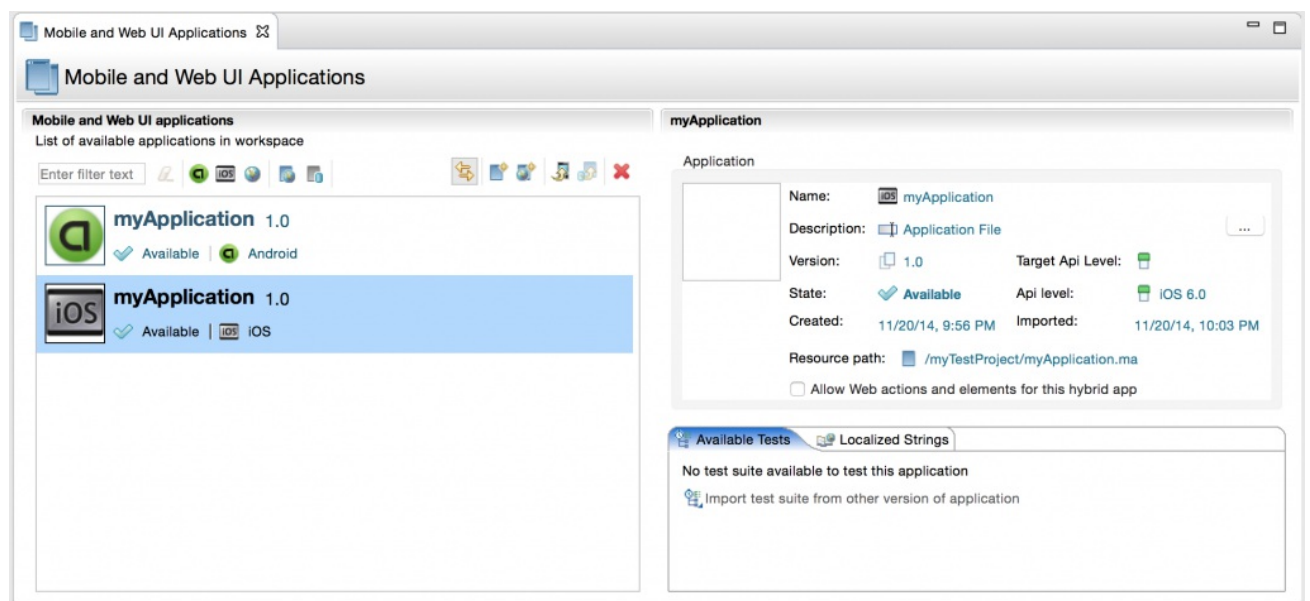 Mobile and Web UI Applications
Mobile and Web UI Applications
Mobile and Web UI applications
List of available applications in workspace
Enter filter text
iOS
myApplication 1.0
Available | Android
iOS
myApplication 1.0
Available | iOS iOS
myApplication
Application
Name: iOS myApplication
Description: Application File ...
Version: 1.0 Target Api Level:
State: Available Api level: iOS 6.0
Created: 11/20/14, 9:56 PM Imported: 11/20/14, 10:03 PM
Resource path: /myTestProject/myApplication.ma
Allow Web actions and elements for this hybrid app
Available Tests Localized Strings
No test suite available to test this application
Import test suite from other version of application